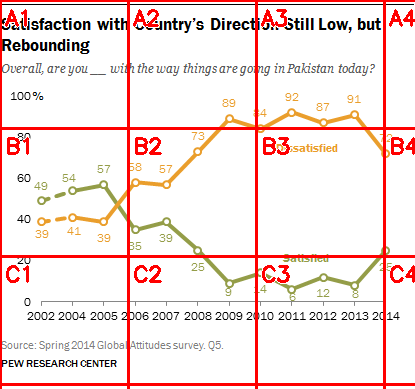 Satisfaction with Country's Direction Still Low, but
Rebounding
Overall, are you __ with the way things are going in Pakistan today?
A1 A2 A3 A4
100%
80
60
40
20
0
B1 B2 B3 B4
C1 C2 C3 C4
Dissatisfied
39 41 39 58 57 73 89 84 92 87 91 72
Satisfied
49 54 57 35 39 25 9 14 6 12 8 25
2002 2004 2005 2006 2007 2008 2009 2010 2011 2012 2013 2014
Source: Spring 2014 Global Attitudes survey. Q5.
PEW RESEARCH CENTER